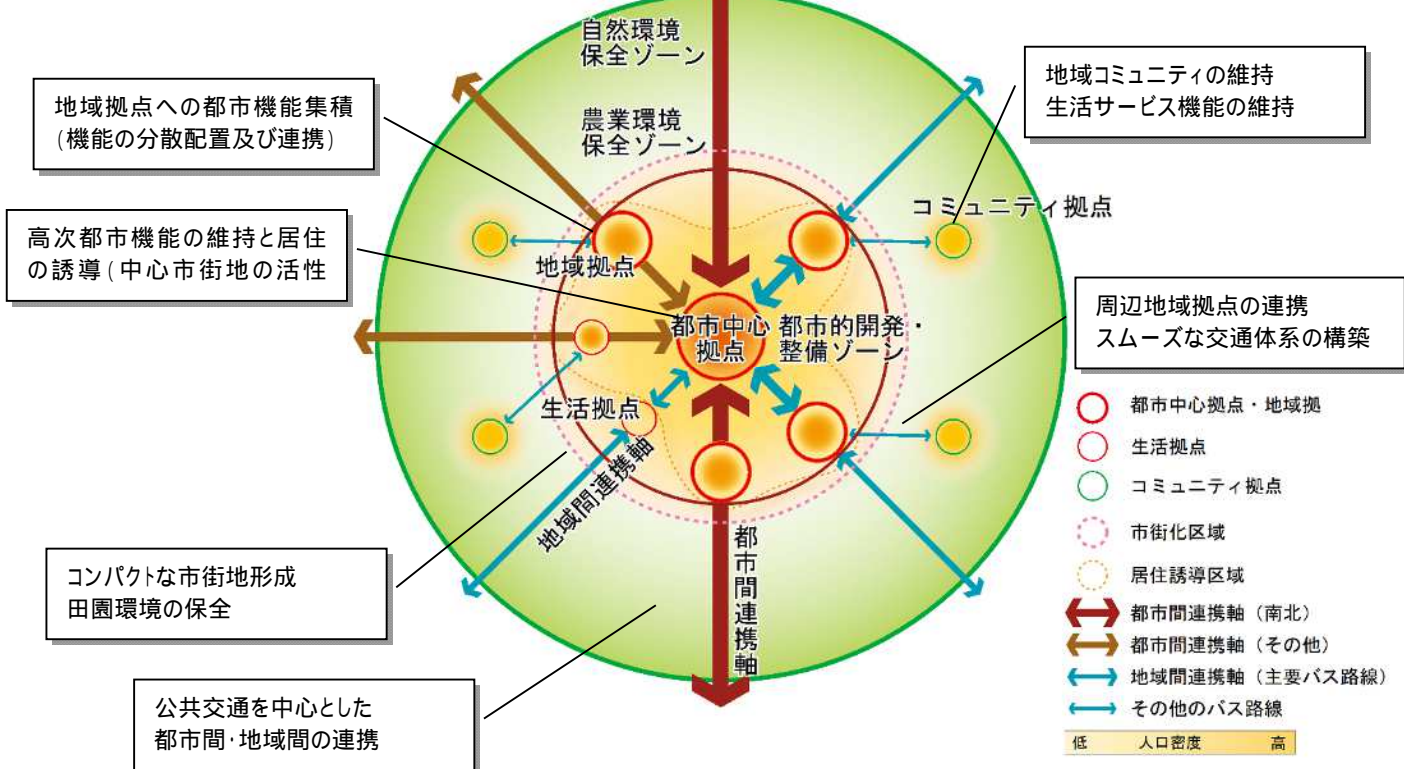 自然環境
保全ゾーン
農業環境
保全ゾーン
地域拠点への都市機能集積
(機能の分散配置及び連携)
地域コミュニティの維持
生活サービス機能の維持
コミュニティ拠点
高次都市機能の維持と居住
の誘導(中心市街地の活性
地域拠点
都市中心
拠点
都市的開発・
整備ゾーン
周辺地域拠点の連携
スムーズな交通体系の構築
生活拠点
地域間連携軸
都市間連携軸
コンパクトな市街地形成
田園環境の保全
公共交通を中心とした
都市間・地域間の連携
都市中心拠点・地域拠
生活拠点
コミュニティ拠点
市街化区域
居住誘導区域
都市間連携軸（南北）
都市間連携軸（その他）
地域間連携軸（主要バス路線）
その他のバス路線
低 人口密度 高